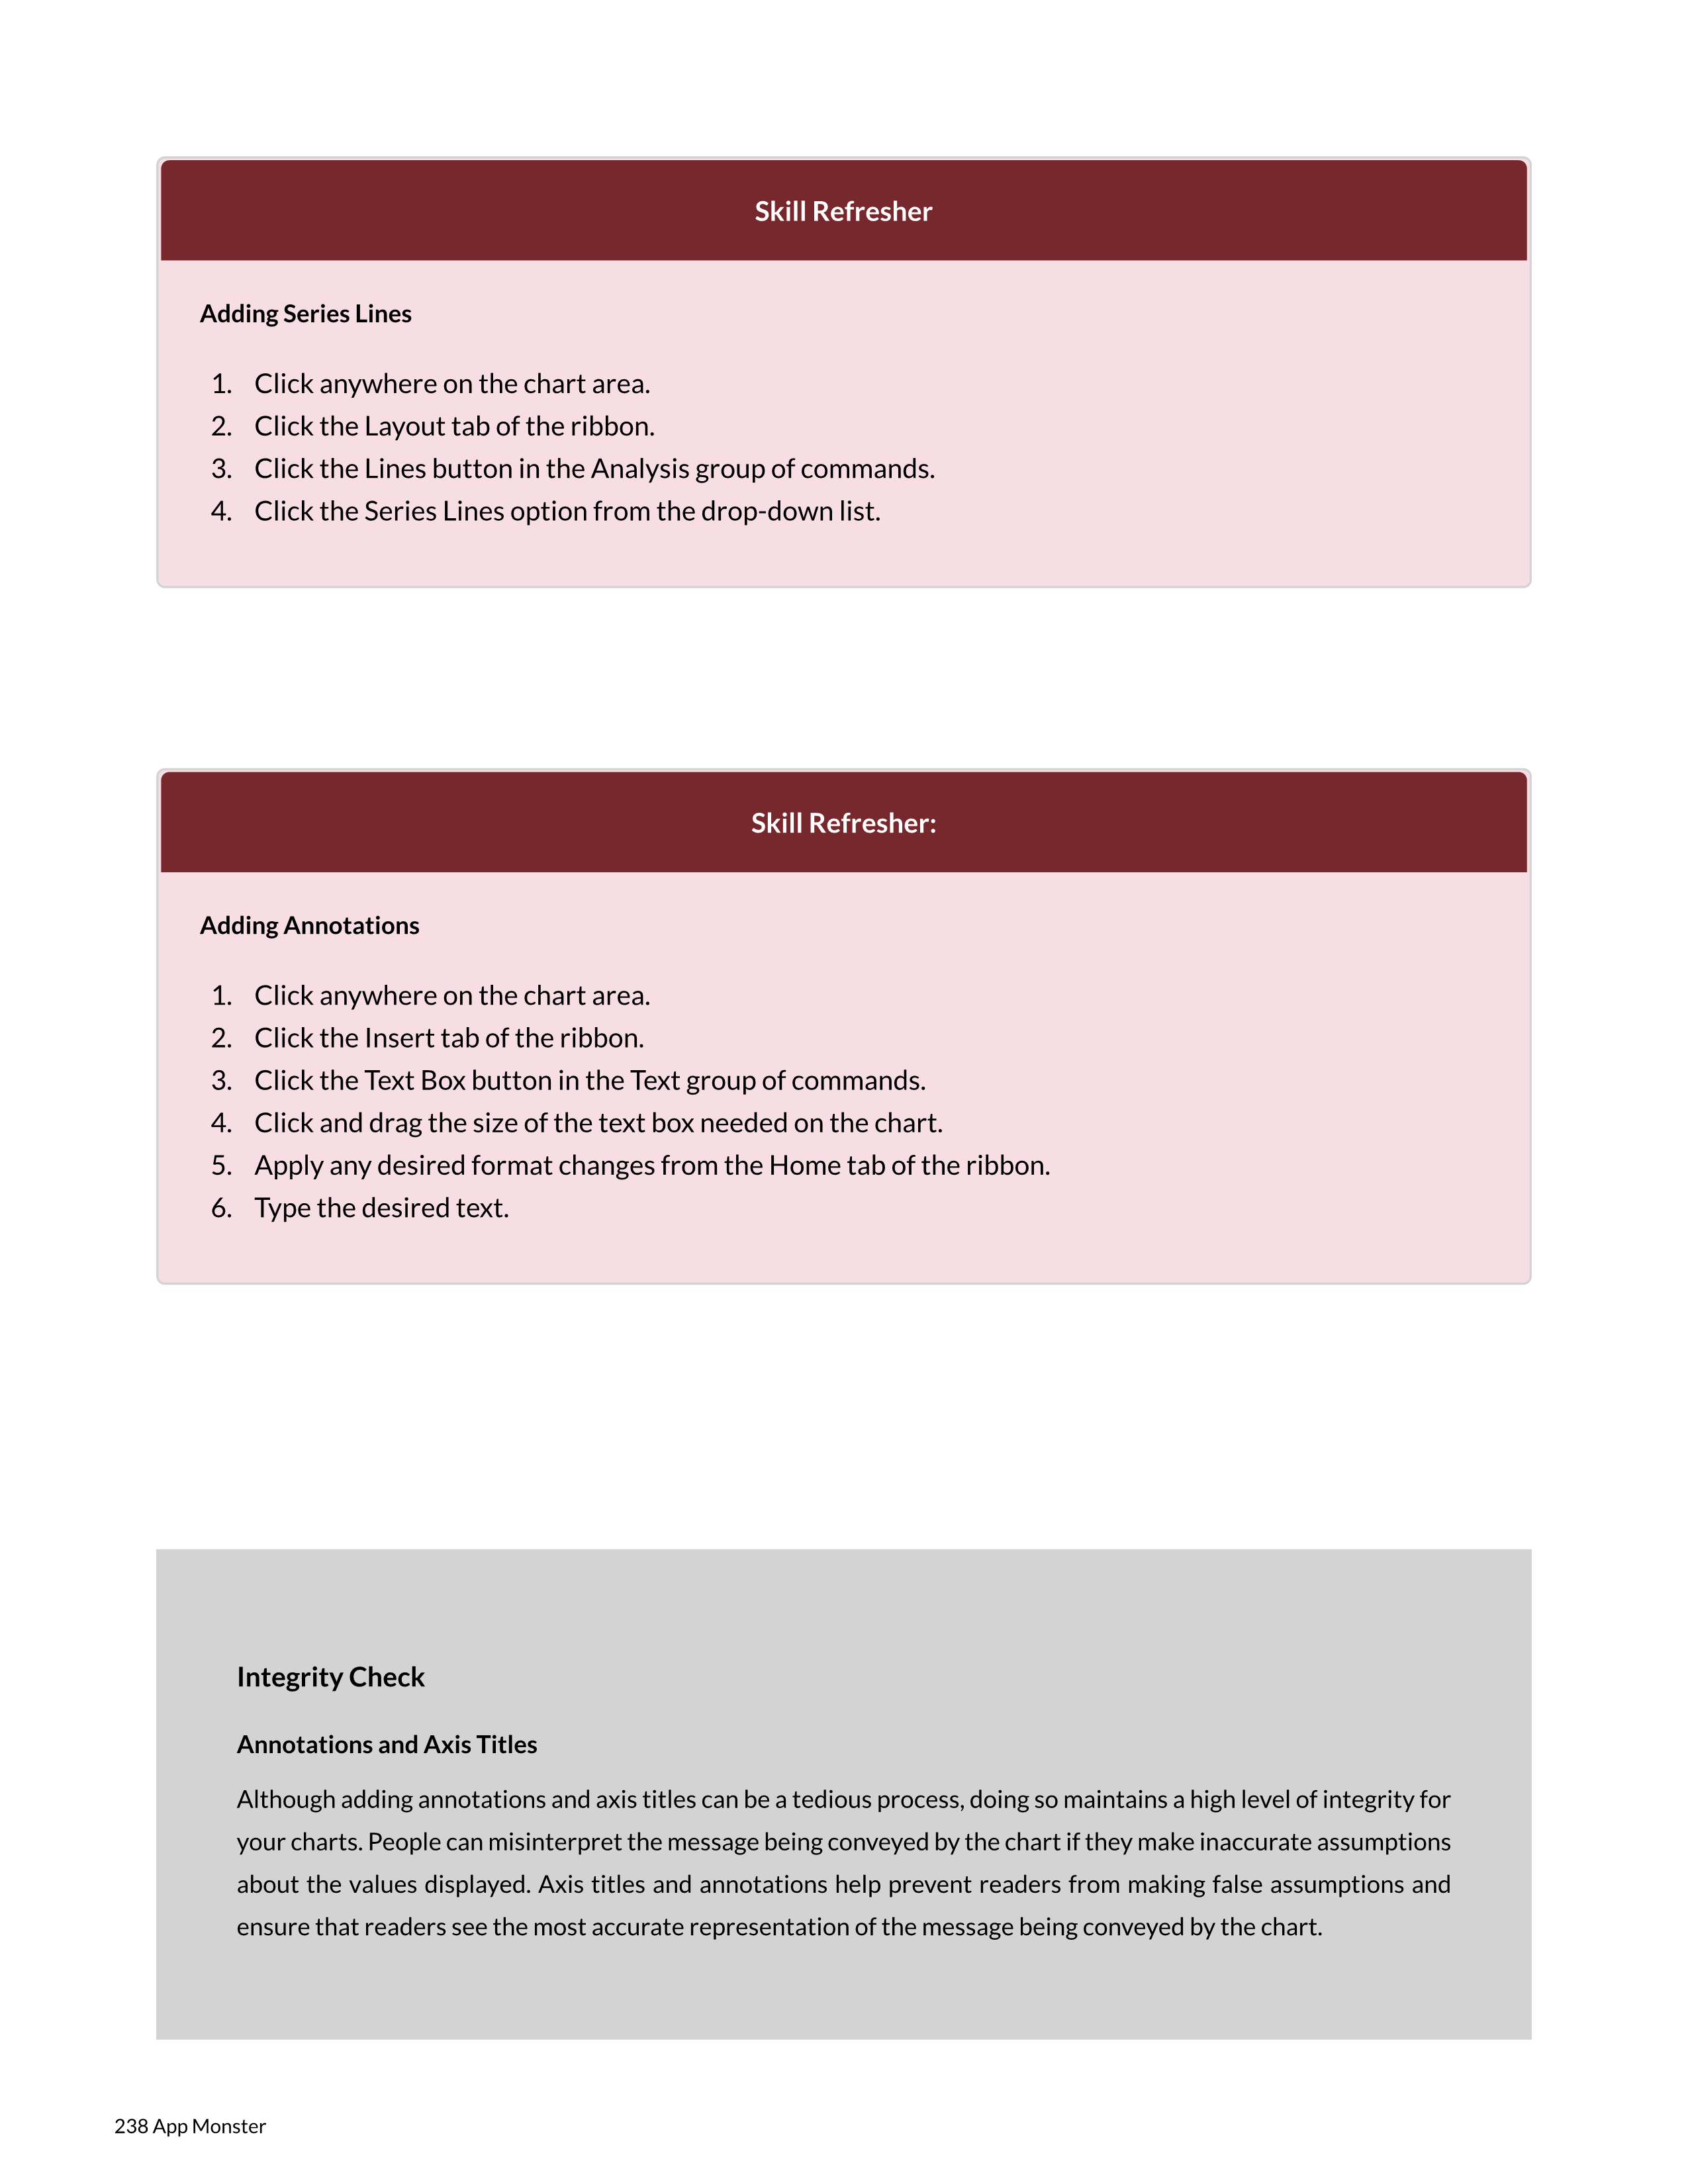 Skill Refresher
Adding Series Lines
1. Click anywhere on the chart area.
2. Click the Layout tab of the ribbon.
3. Click the Lines button in the Analysis group of commands.
4. Click the Series Lines option from the drop-down list.
Skill Refresher:
Adding Annotations
1. Click anywhere on the chart area.
2. Click the Insert tab of the ribbon.
3. Click the Text Box button in the Text group of commands.
4. Click and drag the size of the text box needed on the chart.
5. Apply any desired format changes from the Home tab of the ribbon.
6. Type the desired text.
Integrity Check
Annotations and Axis Titles
Although adding annotations and axis titles can be a tedious process, doing so maintains a high level of integrity for
your charts. People can misinterpret the message being conveyed by the chart if they make inaccurate assumptions
about the values displayed. Axis titles and annotations help prevent readers from making false assumptions and
ensure that readers see the most accurate representation of the message being conveyed by the chart.
238 App Monster